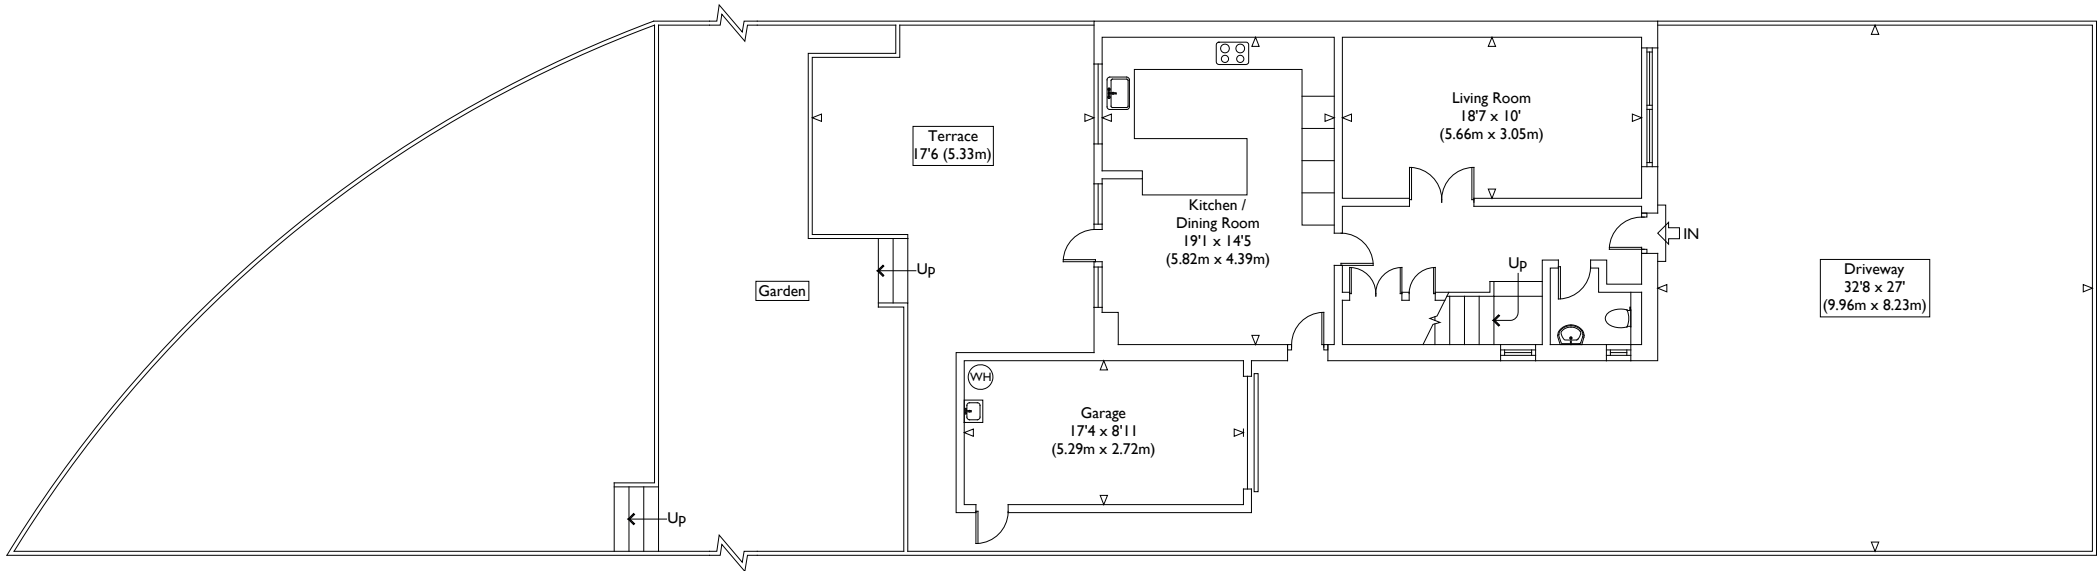 Living Room
18'7 x 10'
(5.66m x 3.05m)
Terrace
17'6 (5.33m)
Kitchen /
Dining Room
19'1 x 14'5
(5.82m x 4.39m)
IN
Up
Up
Garden
Driveway
32'8 x 27'
(9.96m x 8.23m)
WH
Garage
17'4 x 8'11
(5.29m x 2.72m)
Up